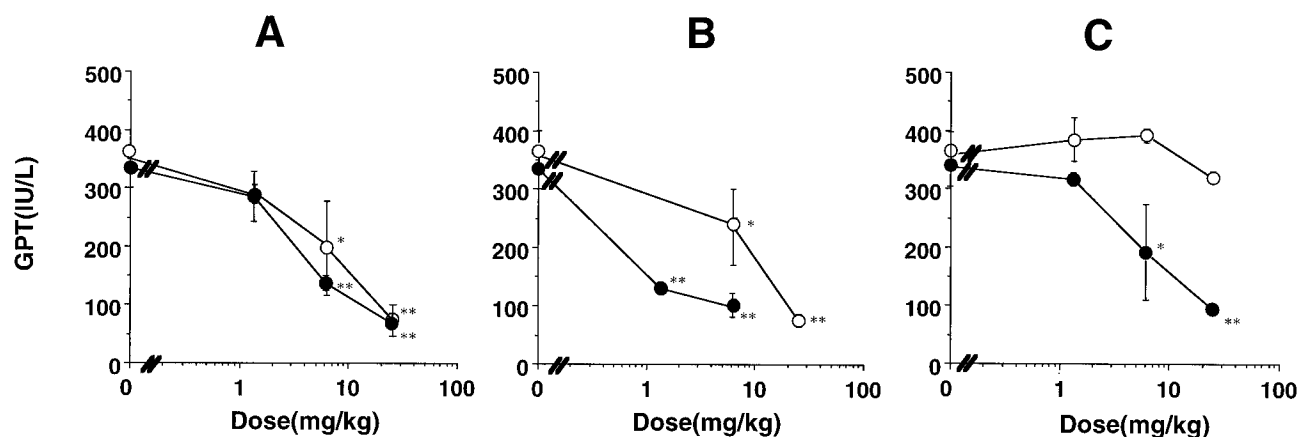 A B C
GPT(IU/L)
500 500 500
400 400 400
300 300 300
200 200 200
100 100 100
0 0 0
* ** ** **
** ** * **
* **
0 1 10 100 0 1 10 100 0 1 10 100
Dose(mg/kg) Dose(mg/kg) Dose(mg/kg)